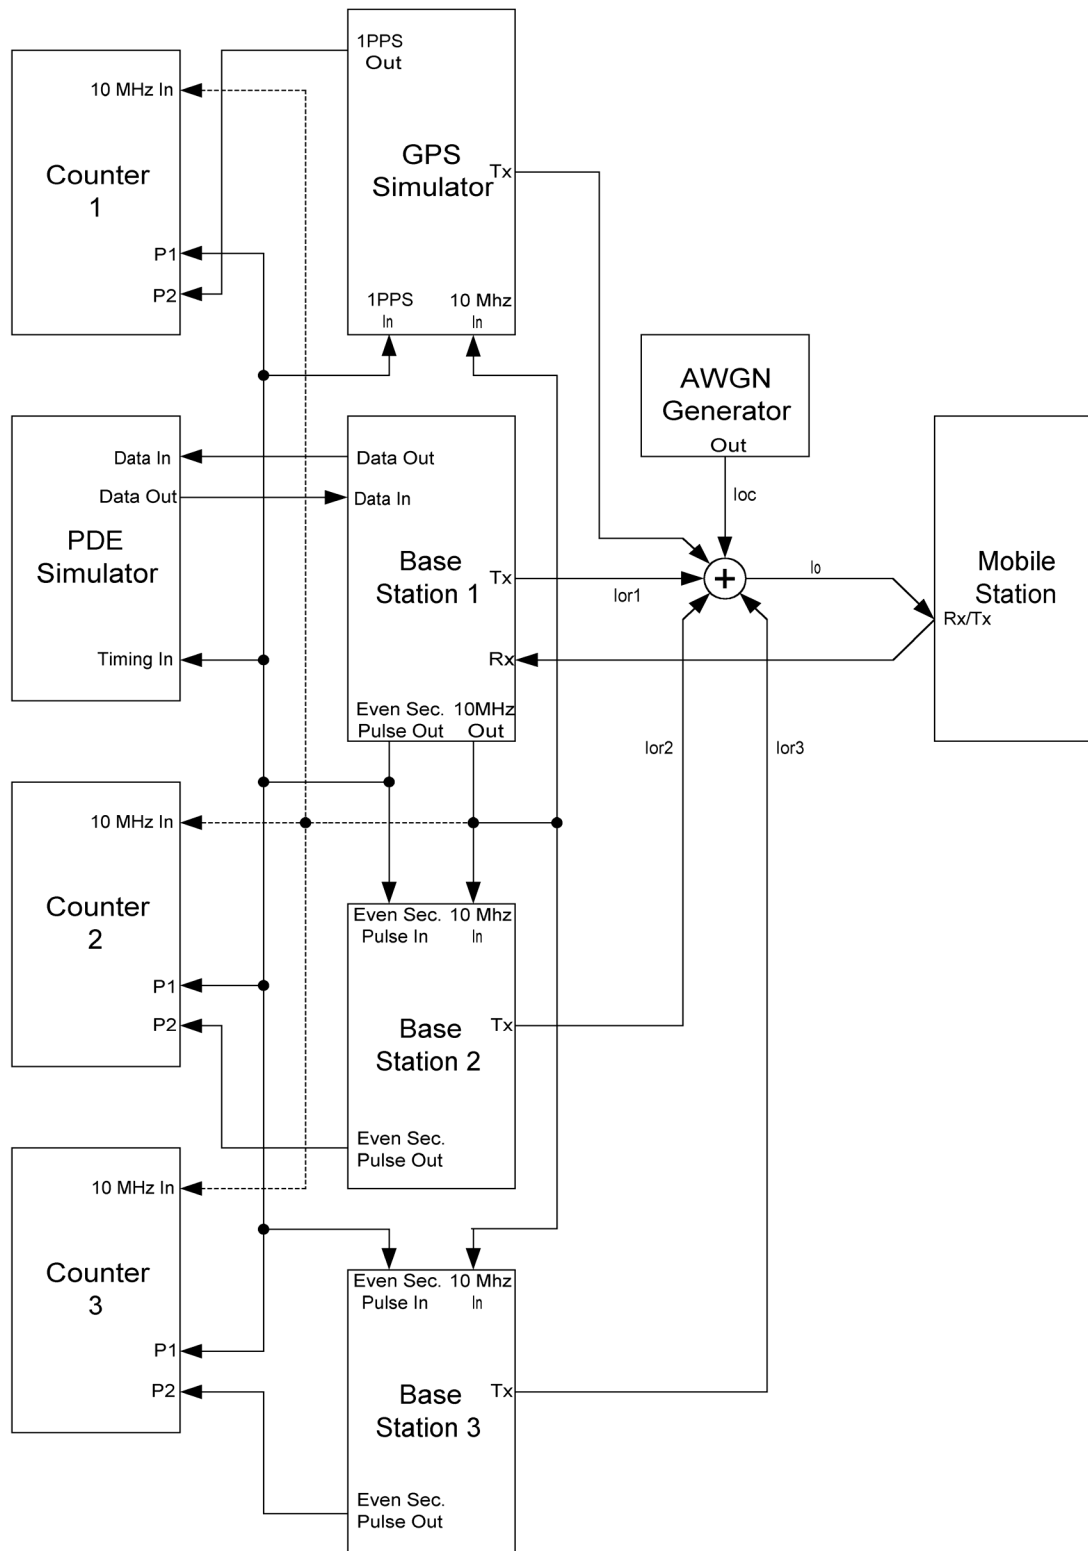 1PPS
Out
10 MHz In
Counter
1
P1
P2
GPS
Simulator
Tx
1PPS
In
10 Mhz
In
AWGN
Generator
Out
Ioc
Data In
Data Out
PDE
Simulator
Timing In
Data Out
Data In
Base
Station 1
Tx
Rx
Even Sec.
Pulse Out
10MHz
Out
Ior1
+
Io
Mobile
Station
Rx/Tx
Ior2
Ior3
10 MHz In
Counter
2
P1
P2
Even Sec.
Pulse In
10 Mhz
In
Base
Station 2
Tx
Even Sec.
Pulse Out
10 MHz In
Counter
3
P1
P2
Even Sec.
Pulse In
10 Mhz
In
Base
Station 3
Tx
Even Sec.
Pulse Out